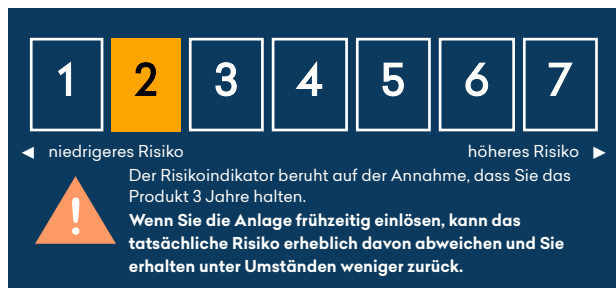 1 2 3 4 5 6 7
◄ niedrigeres Risiko höheres Risiko ►
Der Risikoindikator beruht auf der Annahme, dass Sie das
Produkt 3 Jahre halten.
Wenn Sie die Anlage frühzeitig einlösen, kann das
tatsächliche Risiko erheblich davon abweichen und Sie
erhalten unter Umständen weniger zurück.